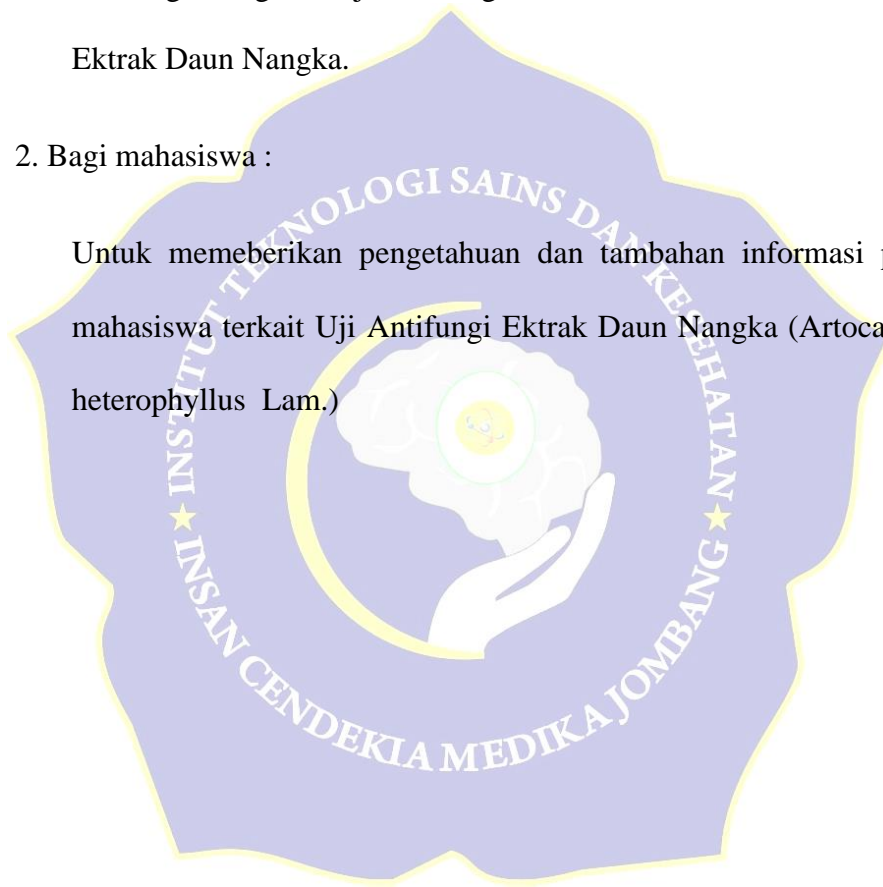 Ektrak Daun Nangka.
2. Bagi mahasiswa :
Untuk memeberikan pengetahuan dan tambahan informasi
mahasiswa terkait Uji Antifungi Ektrak Daun Nangka
heterophyllus Lam.)
INSTITUT TEKNOLOGI SAINS DAN KESEHATAN
INSAN CENDEKIA MEDIKA JOMBANG